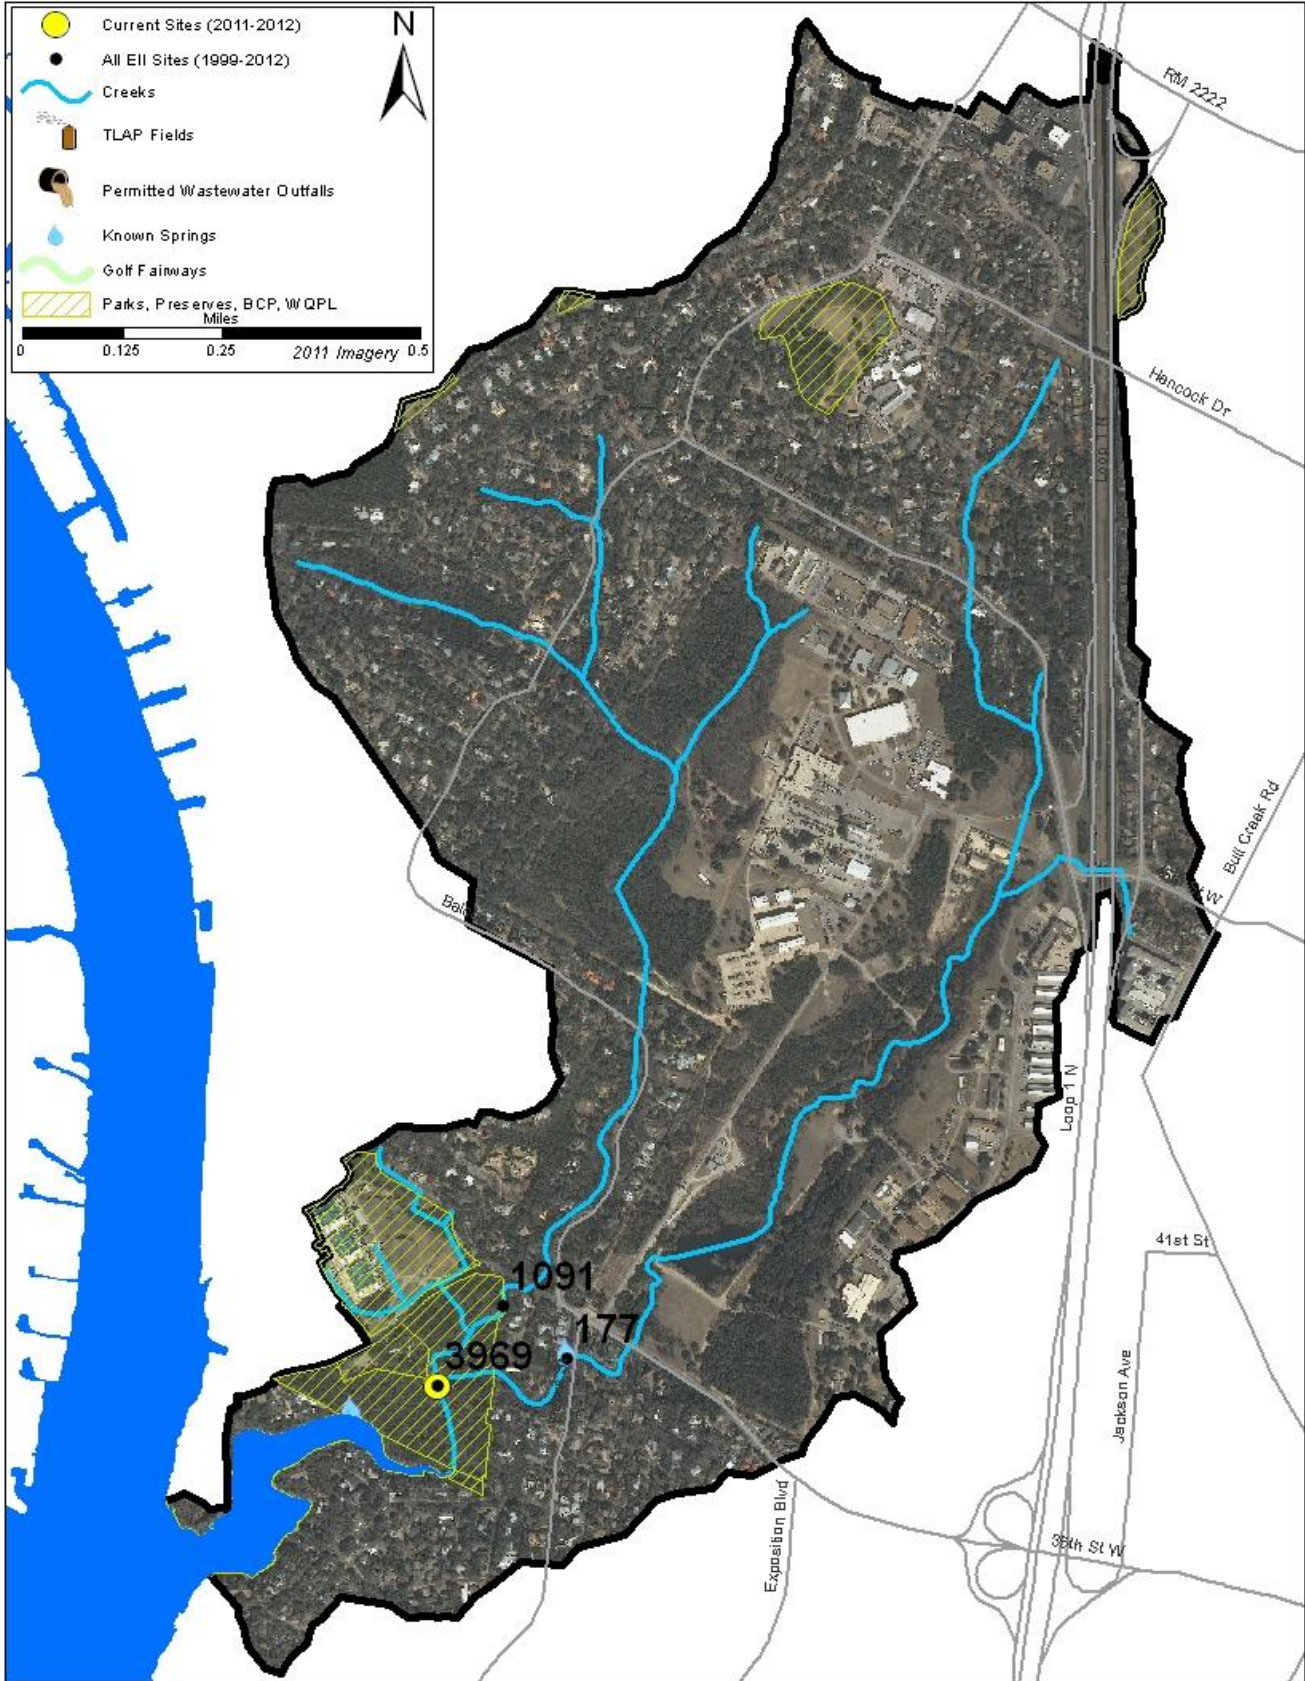 Current Sites (2011-2012)
N
All EII Sites (1999-2012)
Creeks
TLAP Fields
Permitted Wastewater Outfalls
Known Springs
Golf Fairways
Parks, Preserves, BCP, WQPL
Miles
0 0.125 0.25 2011 Imagery 0.5
RM 2222
Hancock Dr
Loop 1 N
Bull Creek Rd
W
Balc
Loop 1 N
41st St
1091
177
3969
Jackson Ave
Exposition Blvd
35th St W